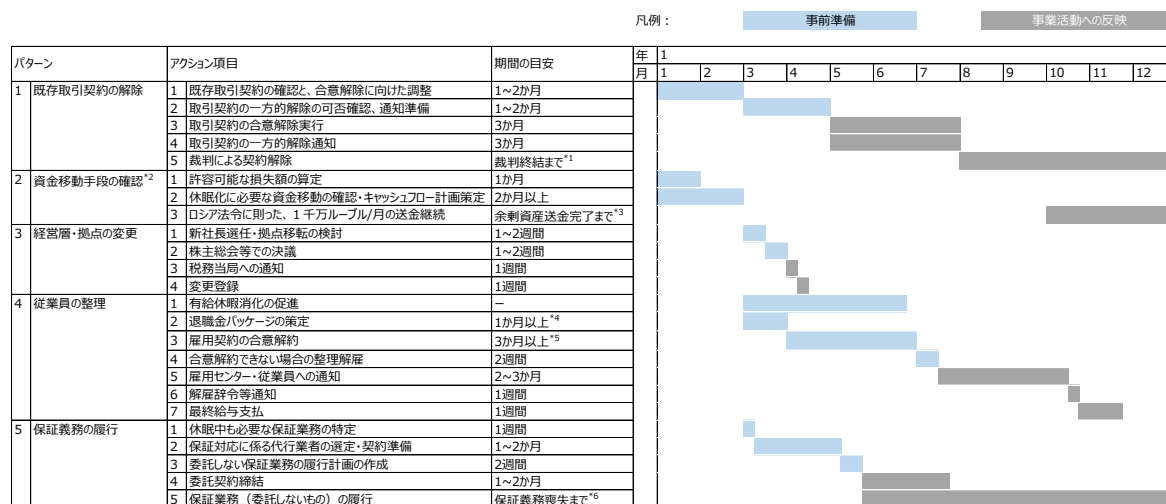 凡例： 事前準備 事業活動への反映
パターン アクション項目 期間の目安 年 1
月 1 2 3 4 5 6 7 8 9 10 11 12
1 既存取引契約の解除 1 既存取引契約の確認と、合意解除に向けた調整 1~2か月
2 取引契約の一方的解除の可否確認、通知準備 1~2か月
3 取引契約の合意解除実行 3か月
4 取引契約の一方的解除通知 3か月
5 裁判による契約解除 裁判終結まで*1
2 資金移動手段の確認*2 1 許容可能な損失額の算定 1か月
2 休眠化に必要な資金移動の確認・キャッシュフロー計画策定 2か月以上
3 ロシア法令に則った、１千万ルーブル/月の送金継続 余剰資産送金完了まで*3
3 経営層・拠点の変更 1 新社長選任・拠点移転の検討 1~2週間
2 株主総会等での決議 1~2週間
3 税務当局への通知 1週間
4 変更登録 1週間
4 従業員の整理 1 有給休暇消化の促進 －
2 退職金パッケージの策定 1か月以上*4
3 雇用契約の合意解約 3か月以上*5
4 合意解約できない場合の整理解雇 2週間
5 雇用センター・従業員への通知 2~3か月
6 解雇辞令等通知 1週間
7 最終給与支払 1週間
5 保証義務の履行 1 休眠中も必要な保証業務の特定 1週間
2 保証対応に係る代行業者の選定・契約準備 1~2か月
3 委託しない保証業務の履行計画の作成 2週間
4 委託契約締結 1~2か月
5 保証業務（委託しないもの）の履行 保証義務喪失まで*6